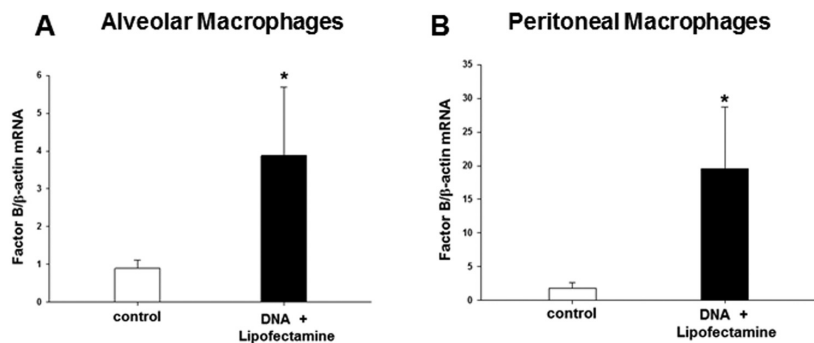 A Alveolar Macrophages
Factor B/β-actin mRNA
6
5
4
3
2
1
0
*
control
DNA +
Lipofectamine
B Peritoneal Macrophages
Factor B/β-actin mRNA
35
30
25
20
15
10
5
0
*
control
DNA +
Lipofectamine